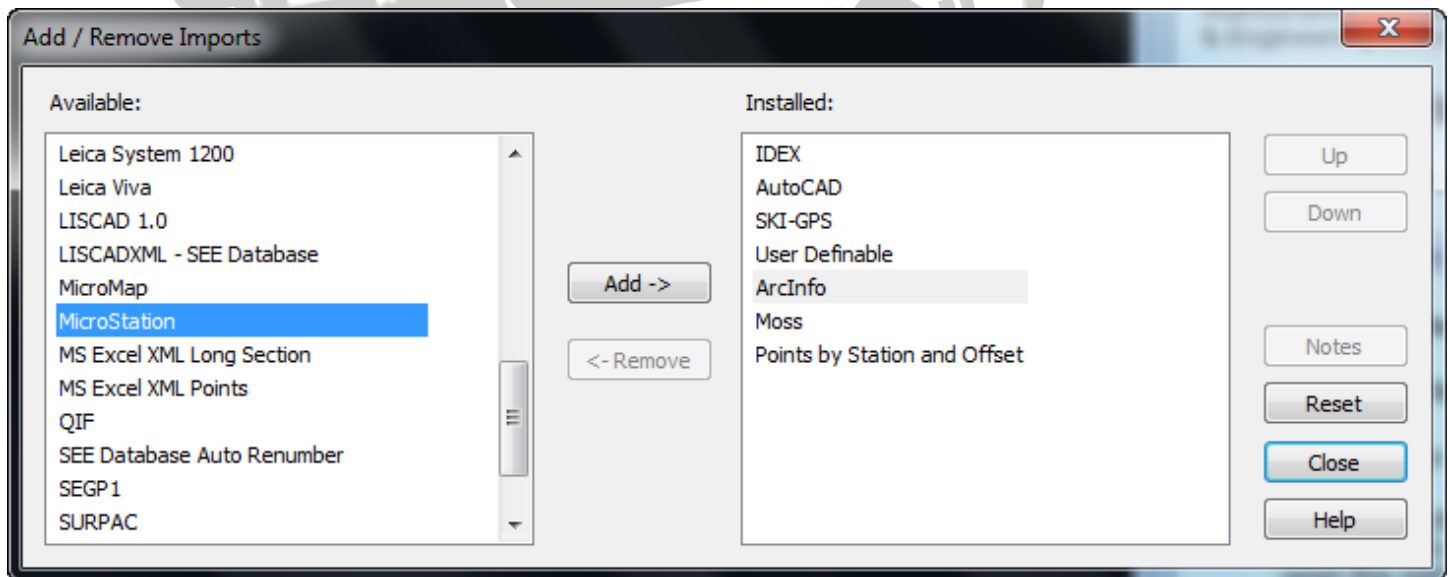 Add / Remove Imports
Available:
Leica System 1200
Leica Viva
LISCAD 1.0
LISCADXML - SEE Database
MicroMap
MicroStation
MS Excel XML Long Section
MS Excel XML Points
QIF
SEE Database Auto Renumber
SEGP1
SURPAC
Add ->
<- Remove
Installed:
IDEX
AutoCAD
SKI-GPS
User Definable
ArcInfo
Moss
Points by Station and Offset
Up
Down
Notes
Reset
Close
Help